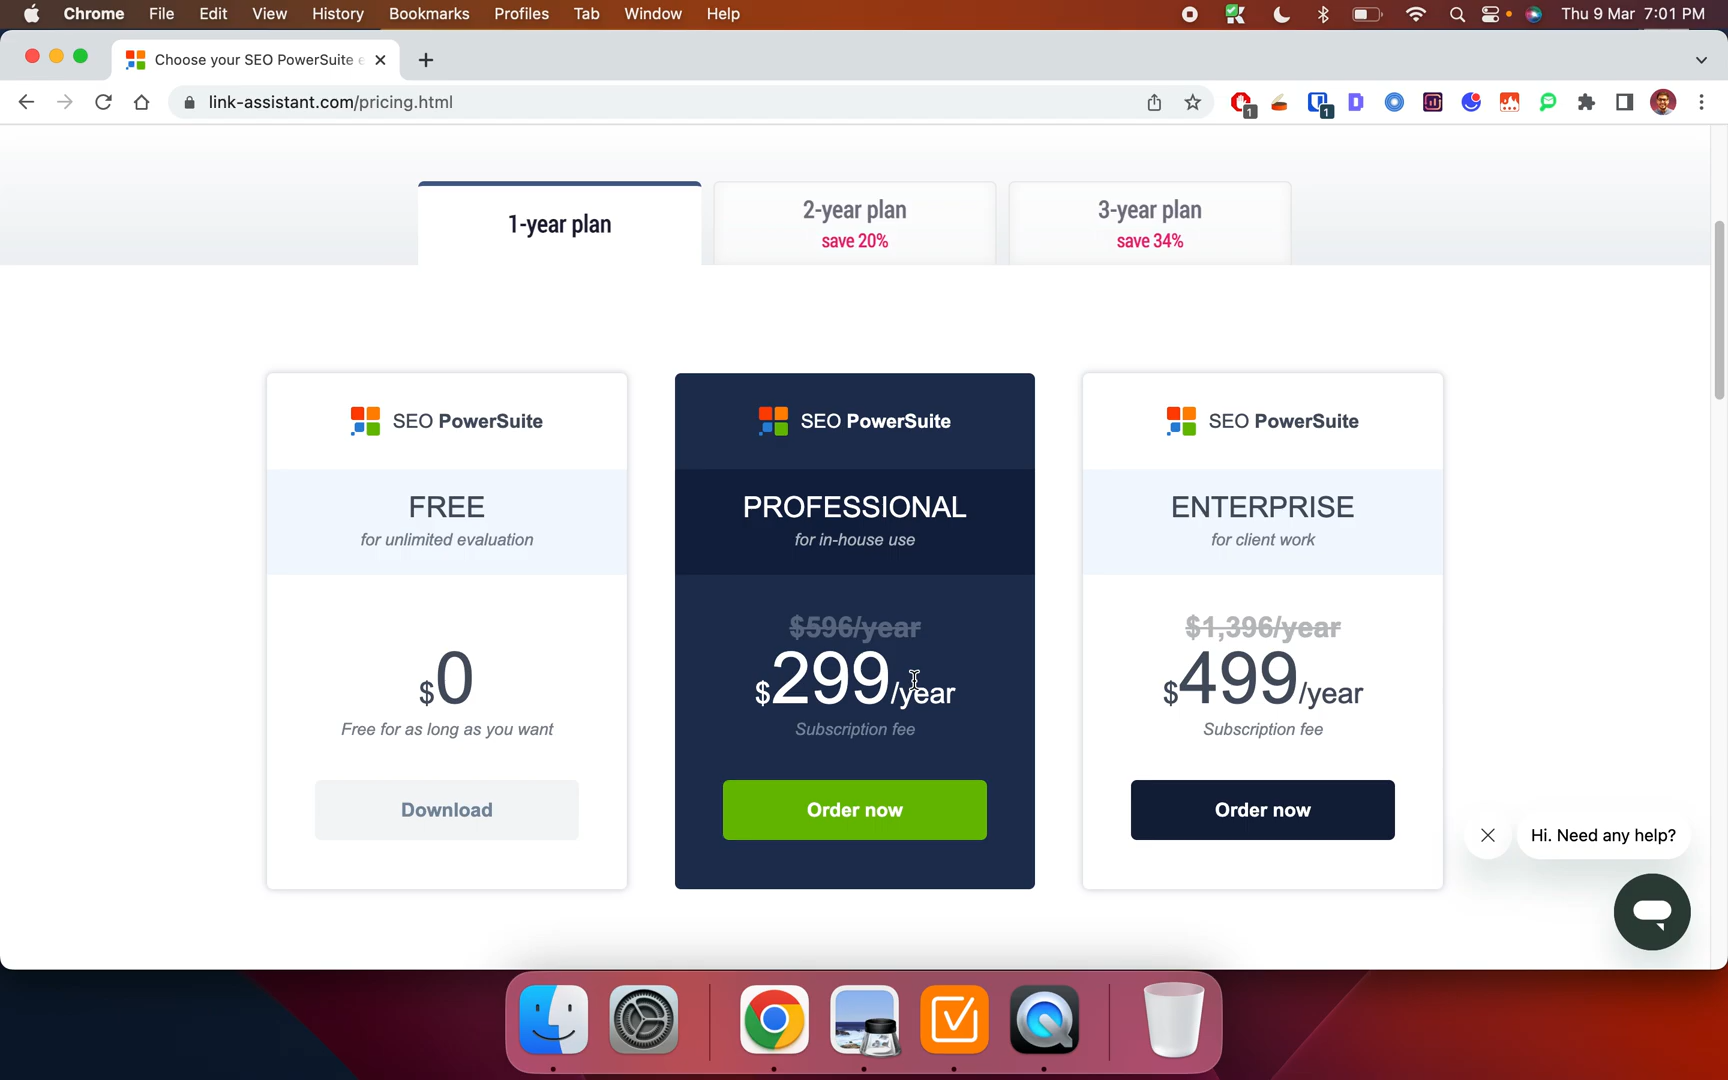 Chrome File Edit View History Bookmarks Profiles Tab Window Help Thu 9 Mar 7:01 PM
Choose your SEO PowerSuite e
link-assistant.com/pricing.html
1
1
1-year plan
2-year plan
save 20%
3-year plan
save 34%
SEO PowerSuite
FREE
for unlimited evaluation
$0
Free for as long as you want
Download
SEO PowerSuite
PROFESSIONAL
for in-house use
$596/year
$299/year
Subscription fee
Order now
SEO PowerSuite
ENTERPRISE
for client work
$1,396/year
$499/year
Subscription fee
Order now
Hi. Need any help?